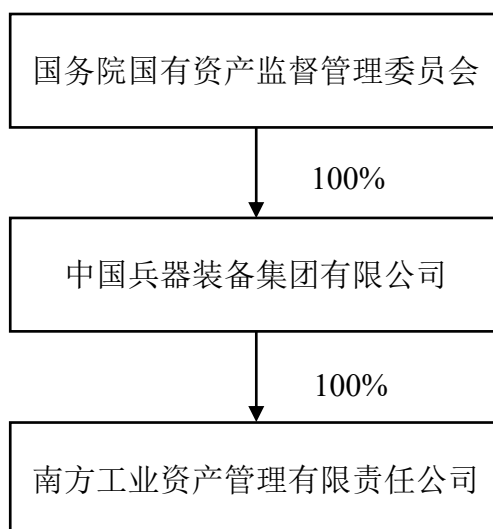 国务院国有资产监督管理委员会
100%
中国兵器装备集团有限公司
100%
南方工业资产管理有限责任公司